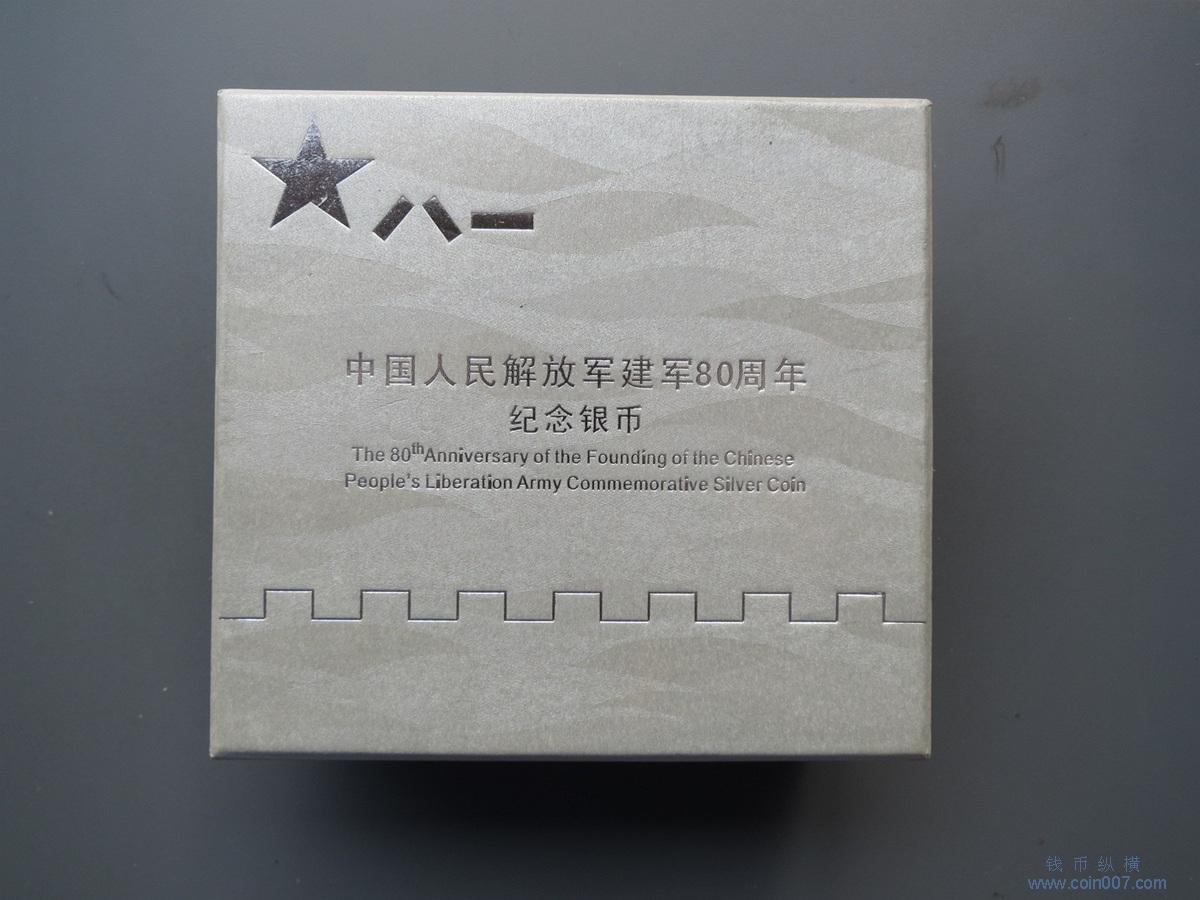 八一
中国人民解放军建军80周年
纪念银币
The 80thAnniversary of the Founding of the Chinese
People's Liberation Army Commemorative Silver Coin
钱币纵横
www.coin007.com